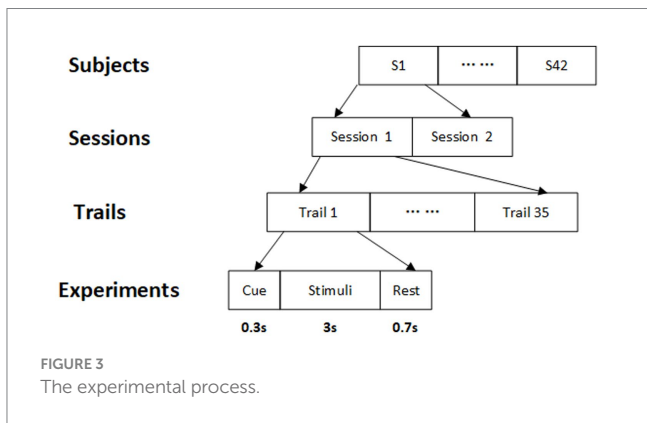 Subjects
S1 ... ... S42
Sessions
Session 1 Session 2
Trails
Trail 1 ... ... Trail 35
Experiments
Cue Stimuli Rest
0.3s 3s 0.7s
FIGURE 3
The experimental process.